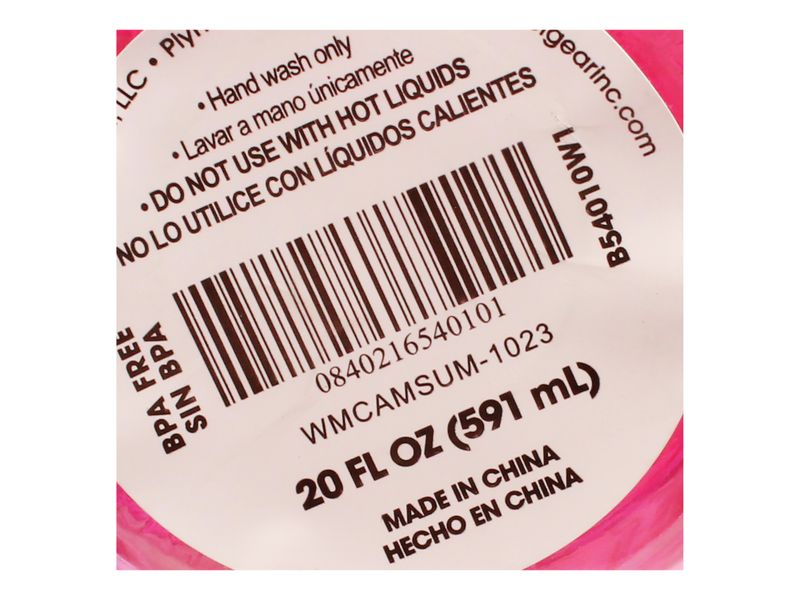 LLC • Plym
gearinc.com
• Hand wash only
• Lavar a mano únicamente
• DO NOT USE WITH HOT LIQUIDS
NO LO UTILICE CON LÍQUIDOS CALIENTES
BPA FREE
SIN BPA
B54010W1
0840216540101
WMCAMSUM-1023
20 FL OZ (591 mL)
MADE IN CHINA
HECHO EN CHINA